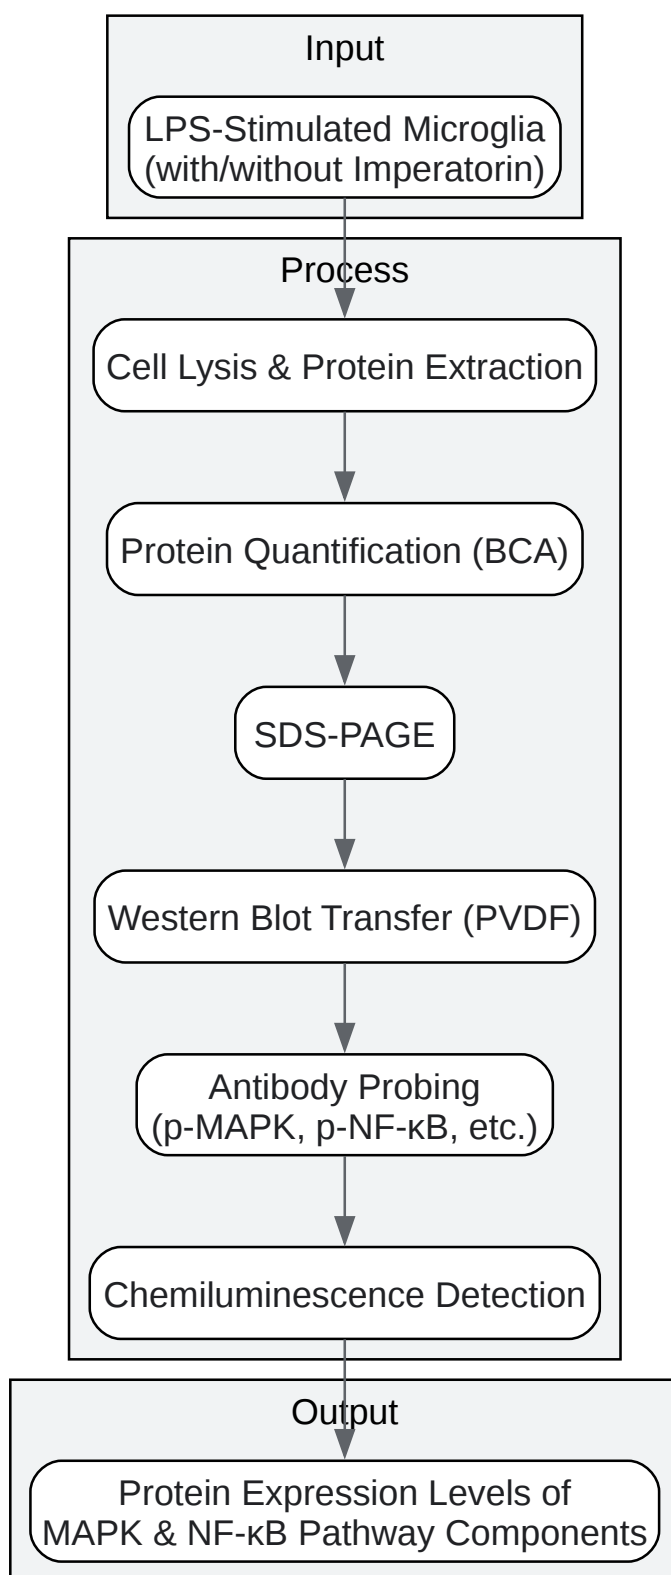 Input
LPS-Stimulated Microglia
(with/without Imperatorin)
Process
Cell Lysis & Protein Extraction
Protein Quantification (BCA)
SDS-PAGE
Western Blot Transfer (PVDF)
Antibody Probing
(p-MAPK, p-NF-κB, etc.)
Chemiluminescence Detection
Output
Protein Expression Levels of
MAPK & NF-κB Pathway Components